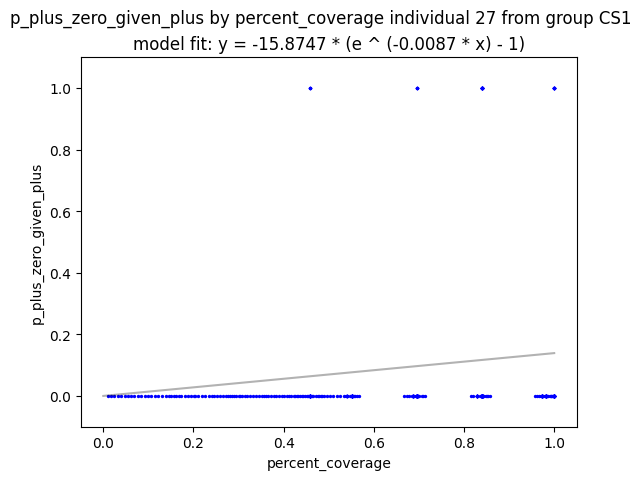 p_plus_zero_given_plus by percent_coverage individual 27 from group CS1
model fit: y = -15.8747 * (e ^ (-0.0087 * x) - 1)
1.0
0.8
0.6
0.4
0.2
0.0
p_plus_zero_given_plus
0.0 0.2 0.4 0.6 0.8 1.0
percent_coverage